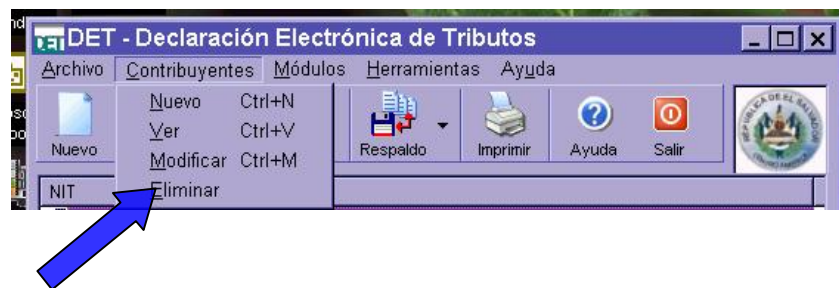 DET - Declaración Electrónica de Tributos
Archivo Contribuyentes Módulos Herramientas Ayuda
Nuevo Ctrl+N
Ver Ctrl+V
Modificar Ctrl+M
Eliminar
Nuevo Respaldo Imprimir Ayuda Salir
NIT